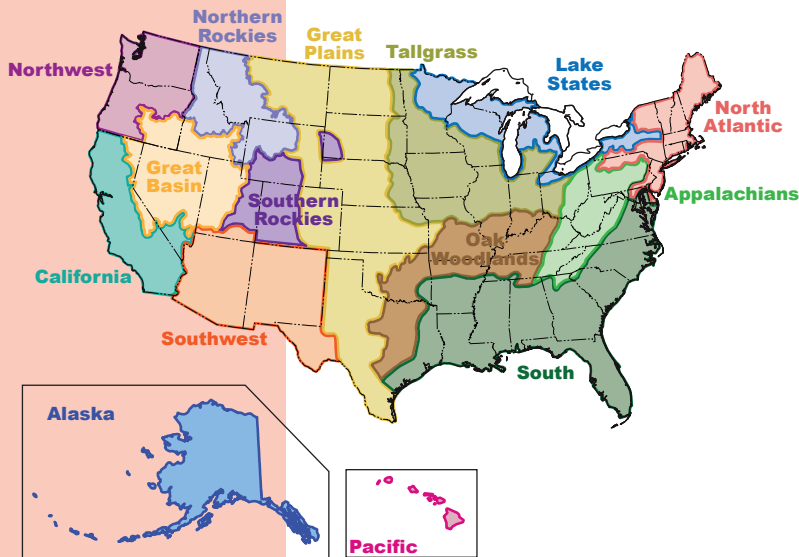 Northern
Rockies
Great
Plains
Tallgrass
Northwest
Lake
States
North
Atlantic
Great
Basin
Appalachians
Southern
Rockies
Oak
Woodlands
California
Southwest
South
Alaska
Pacific